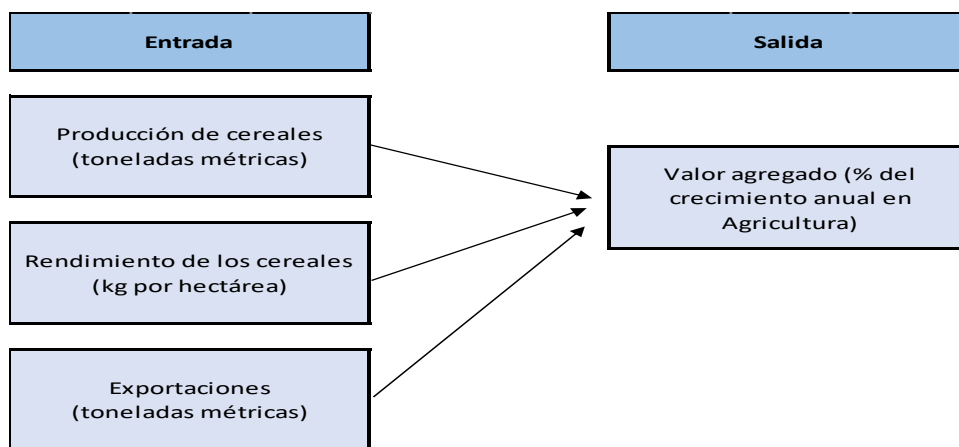 Entrada
Salida
Producción de cereales
(toneladas métricas)
Valor agregado (% del
crecimiento anual en
Agricultura)
Rendimiento de los cereales
(kg por hectárea)
Exportaciones
(toneladas métricas)